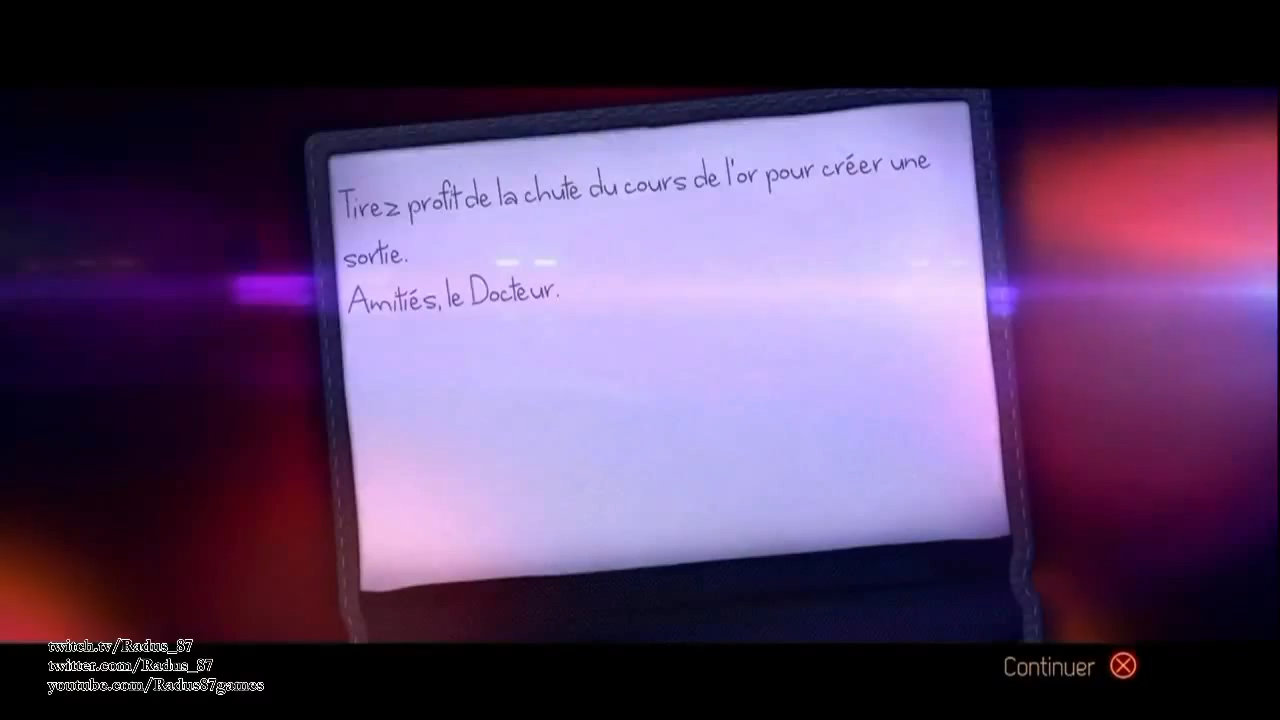 Tirez profit de la chute du cours de l'or pour créer une
sortie.
Amitiés, le Docteur.
twitch.tv/Radus_87
twitter.com/Radus_87
youtube.com/Radus87games
Continuer